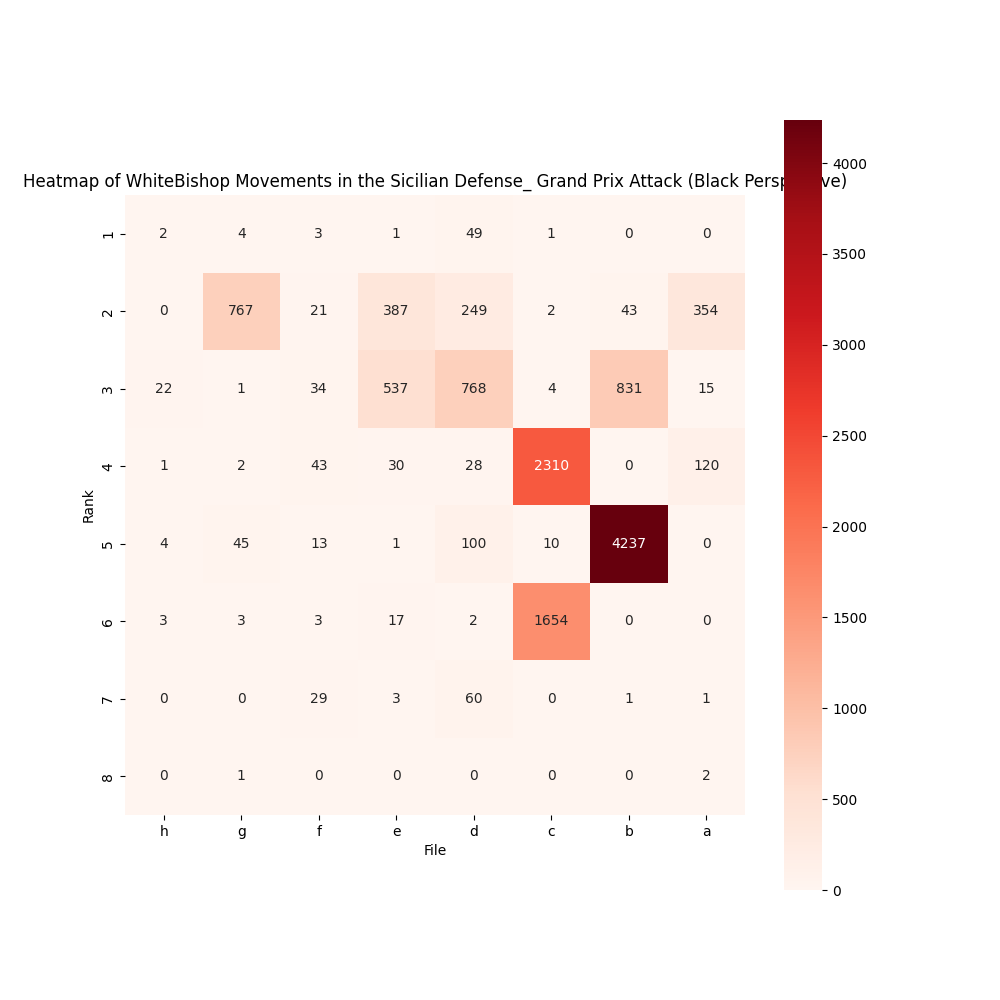 Heatmap of WhiteBishop Movements in the Sicilian Defense_ Grand Prix Attack (Black Perspective)
1 2 4 3 1 49 1 0 0
2 0 767 21 387 249 2 43 354
3 22 1 34 537 768 4 831 15
4 1 2 43 30 28 2310 0 120
5 4 45 13 1 100 10 4237 0
6 3 3 3 17 2 1654 0 0
7 0 0 29 3 60 0 1 1
8 0 1 0 0 0 0 0 2
Rank
h g f e d c b a
File
4000
3500
3000
2500
2000
1500
1000
500
0